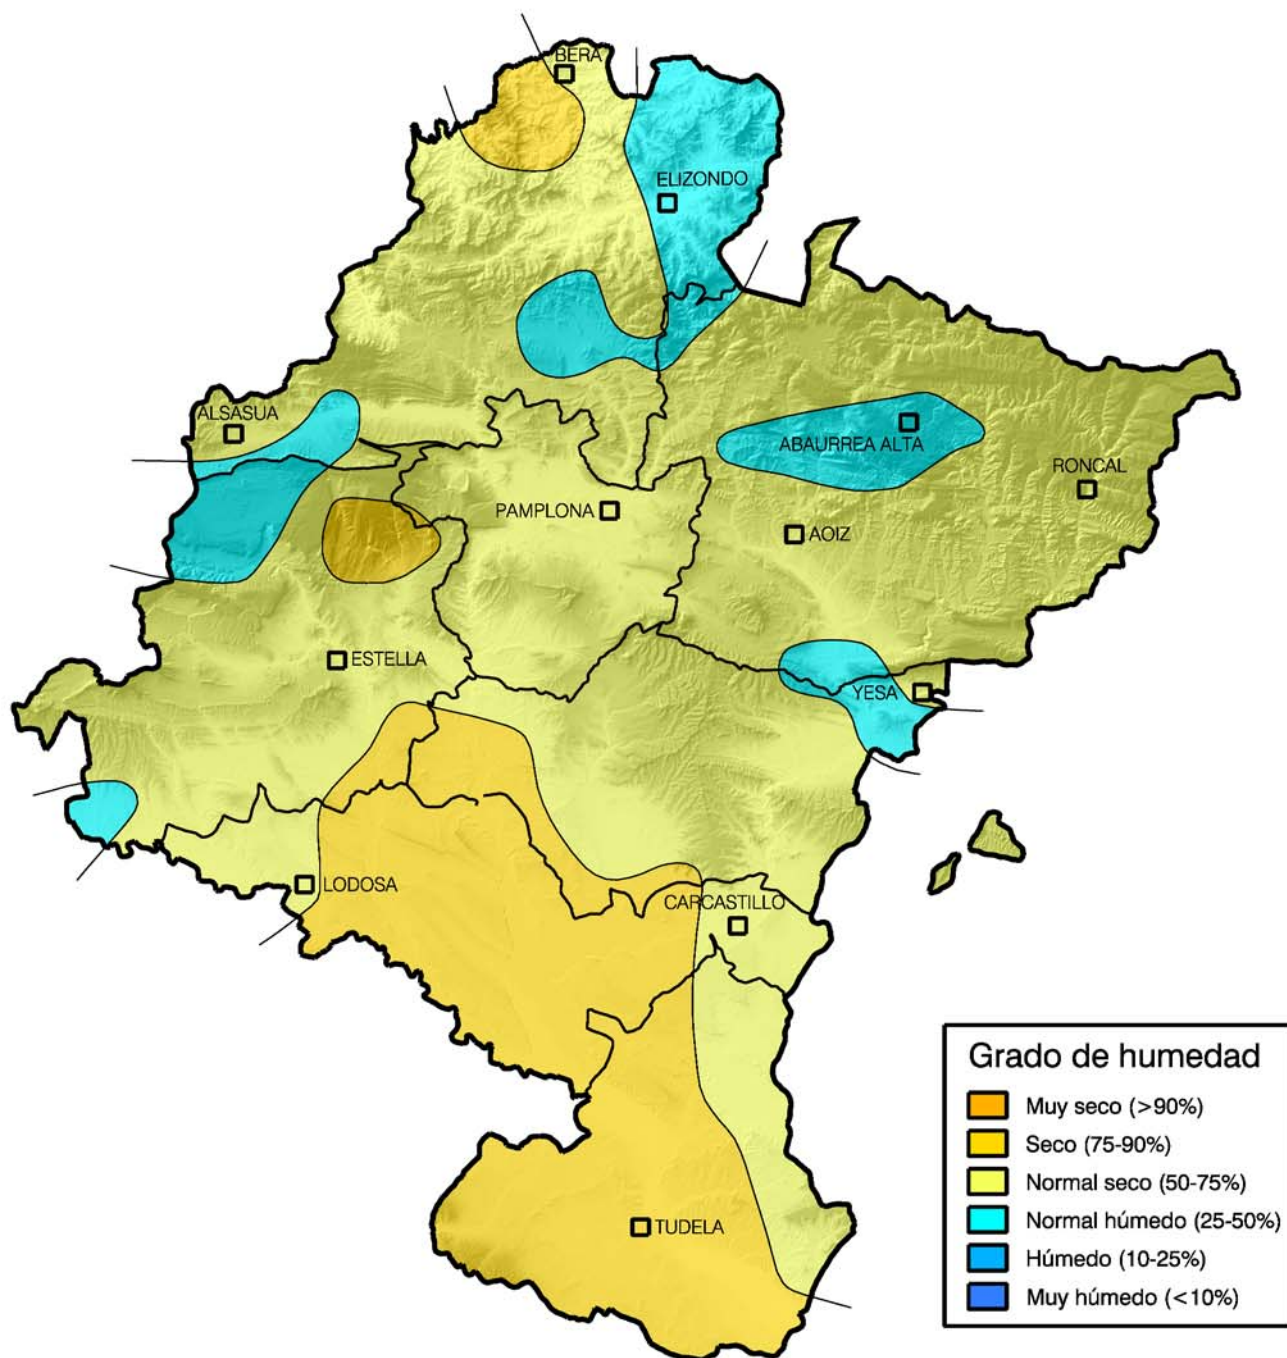 BERA
ELIZONDO
ALSASUA
ABAURREA ALTA
RONCAL
PAMPLONA
AOIZ
ESTELLA
YESA
LODOSA
CARCASTILLO
TUDELA
Grado de humedad
Muy seco (>90%)
Seco (75-90%)
Normal seco (50-75%)
Normal húmedo (25-50%)
Húmedo (10-25%)
Muy húmedo (<10%)